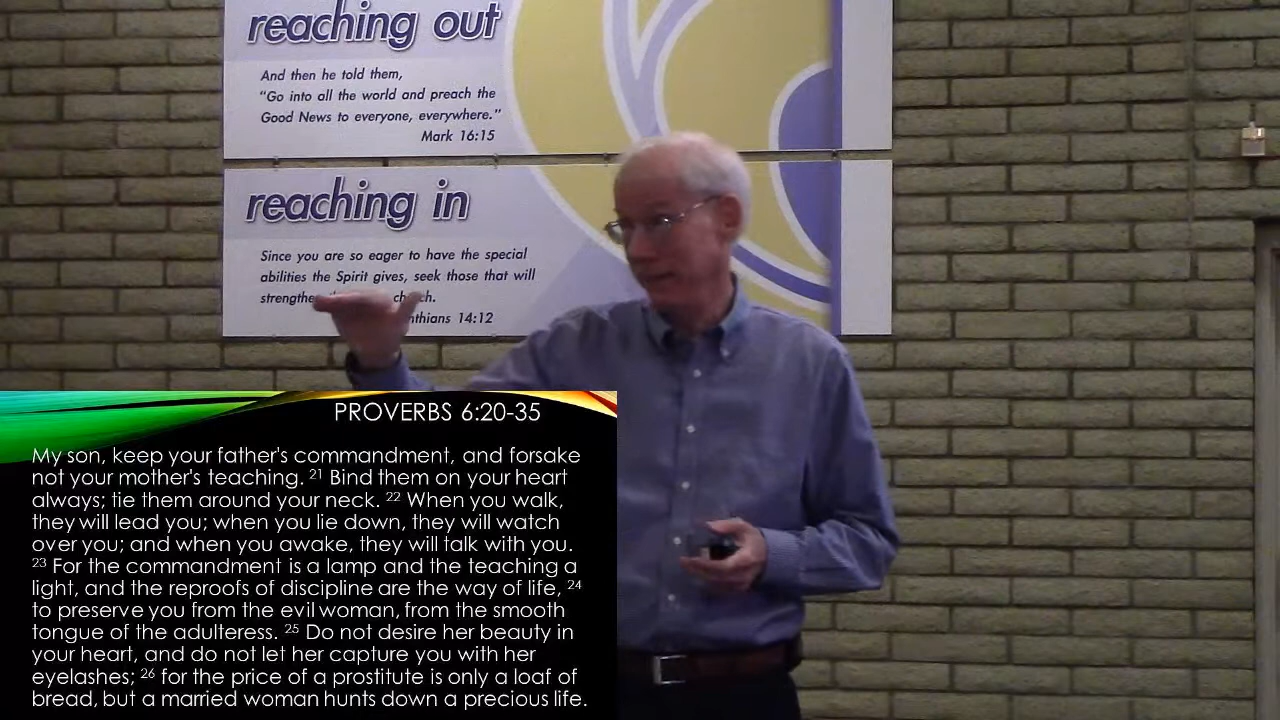 reaching out
And then he told them,
"Go into all the world and preach the
Good News to everyone, everywhere."
Mark 16:15
reaching in
Since you are so eager to have the special
abilities the Spirit gives, seek those that will
PROVERBS 6:20-35
My son, keep your father's commandment, and forsake
not your mother's teaching. 21 Bind them on your heart
always; tie them around your neck. 22 When you walk,
they will lead you; when you lie down, they will watch
over you; and when you awake, they will talk with you.
23 For the commandment is a lamp and the teaching a
light, and the reproofs of discipline are the way of life, 24
to preserve you from the evil woman, from the smooth
tongue of the adulteress. 25 Do not desire her beauty in
your heart, and do not let her capture you with her
eyelashes; 26 for the price of a prostitute is only a loaf of
bread, but a married woman hunts down a precious life.